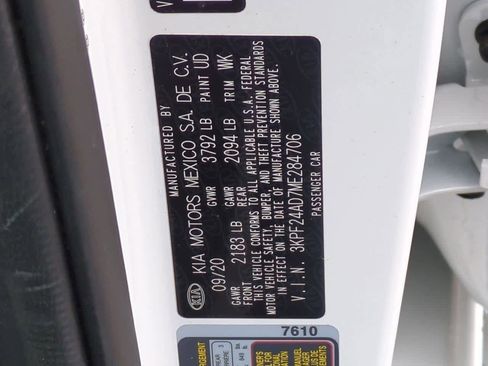 MANUFACTURED BY
KIA KIA MOTORS MEXICO S.A. DE C.V.
09/20 GVWR 3792 LB PAINT UD
GAWR FRONT 2183 LB GAWR REAR 2094 LB TRIM WK
THIS VEHICLE CONFORMS TO ALL APPLICABLE U.S.A. FEDERAL
MOTOR VEHICLE SAFETY, BUMPER, AND THEFT PREVENTION STANDARDS
IN EFFECT ON THE DATE OF MANUFACTURE SHOWN ABOVE.
V.I.N. 3KPF24AD7ME284706
PASSENGER CAR
7610